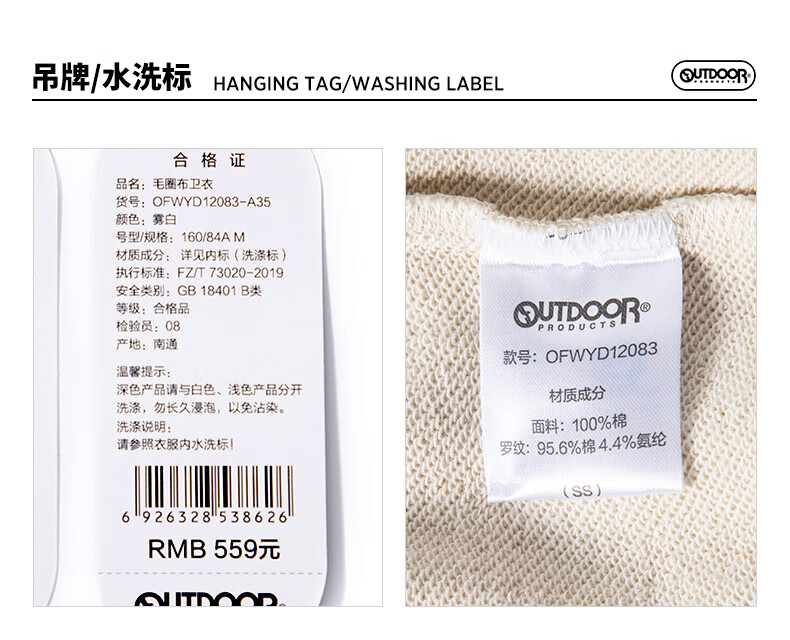 吊牌/水洗标 HANGING TAG/WASHING LABEL
OUTDOOR®
PRODUCTS
合格证
品名：毛圈布卫衣
货号：OFWYD12083-A35
颜色：雾白
号型/规格：160/84A M
材质成分：详见内标（洗涤标）
执行标准：FZ/T 73020-2019
安全类别：GB 18401 B类
等级：合格品
检验员：08
产地：南通
温馨提示：
深色产品请与白色、浅色产品分开
洗涤，勿长久浸泡，以免沾染。
洗涤说明：
请参照衣服内水洗标！
6 926328 538626
RMB 559元
OUTDOOR®
OUTDOOR®
PRODUCTS
款号：OFWYD12083
材质成分
面料：100%棉
罗纹：95.6%棉 4.4%氨纶
(SS)